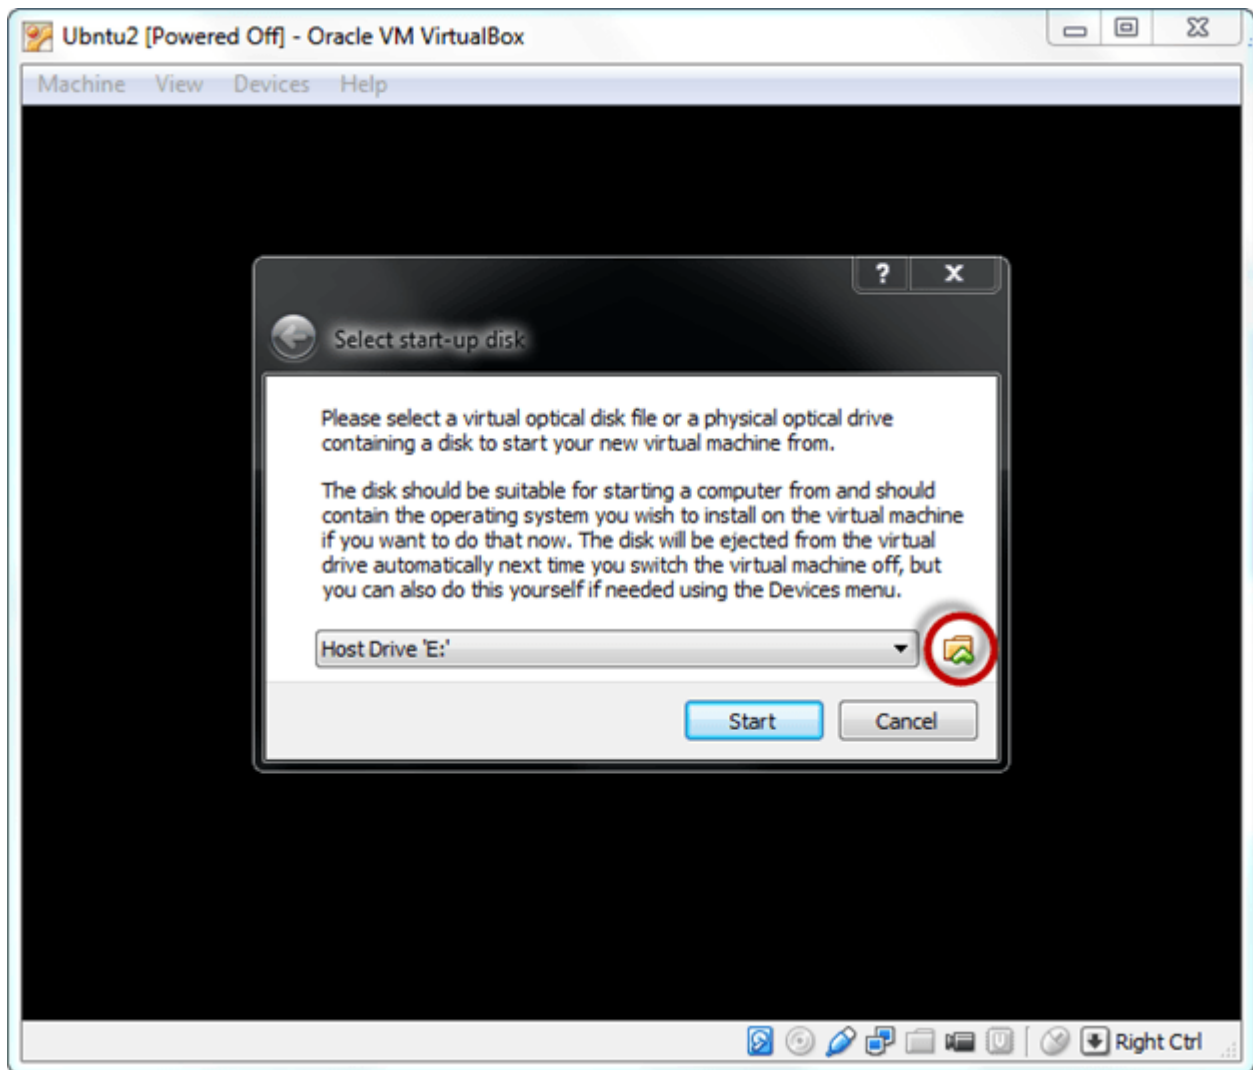 Ubntu2 [Powered Off] - Oracle VM VirtualBox
Machine View Devices Help
? X
Select start-up disk
Please select a virtual optical disk file or a physical optical drive
containing a disk to start your new virtual machine from.
The disk should be suitable for starting a computer from and should
contain the operating system you wish to install on the virtual machine
if you want to do that now. The disk will be ejected from the virtual
drive automatically next time you switch the virtual machine off, but
you can also do this yourself if needed using the Devices menu.
Host Drive 'E:'
Start Cancel
Right Ctrl